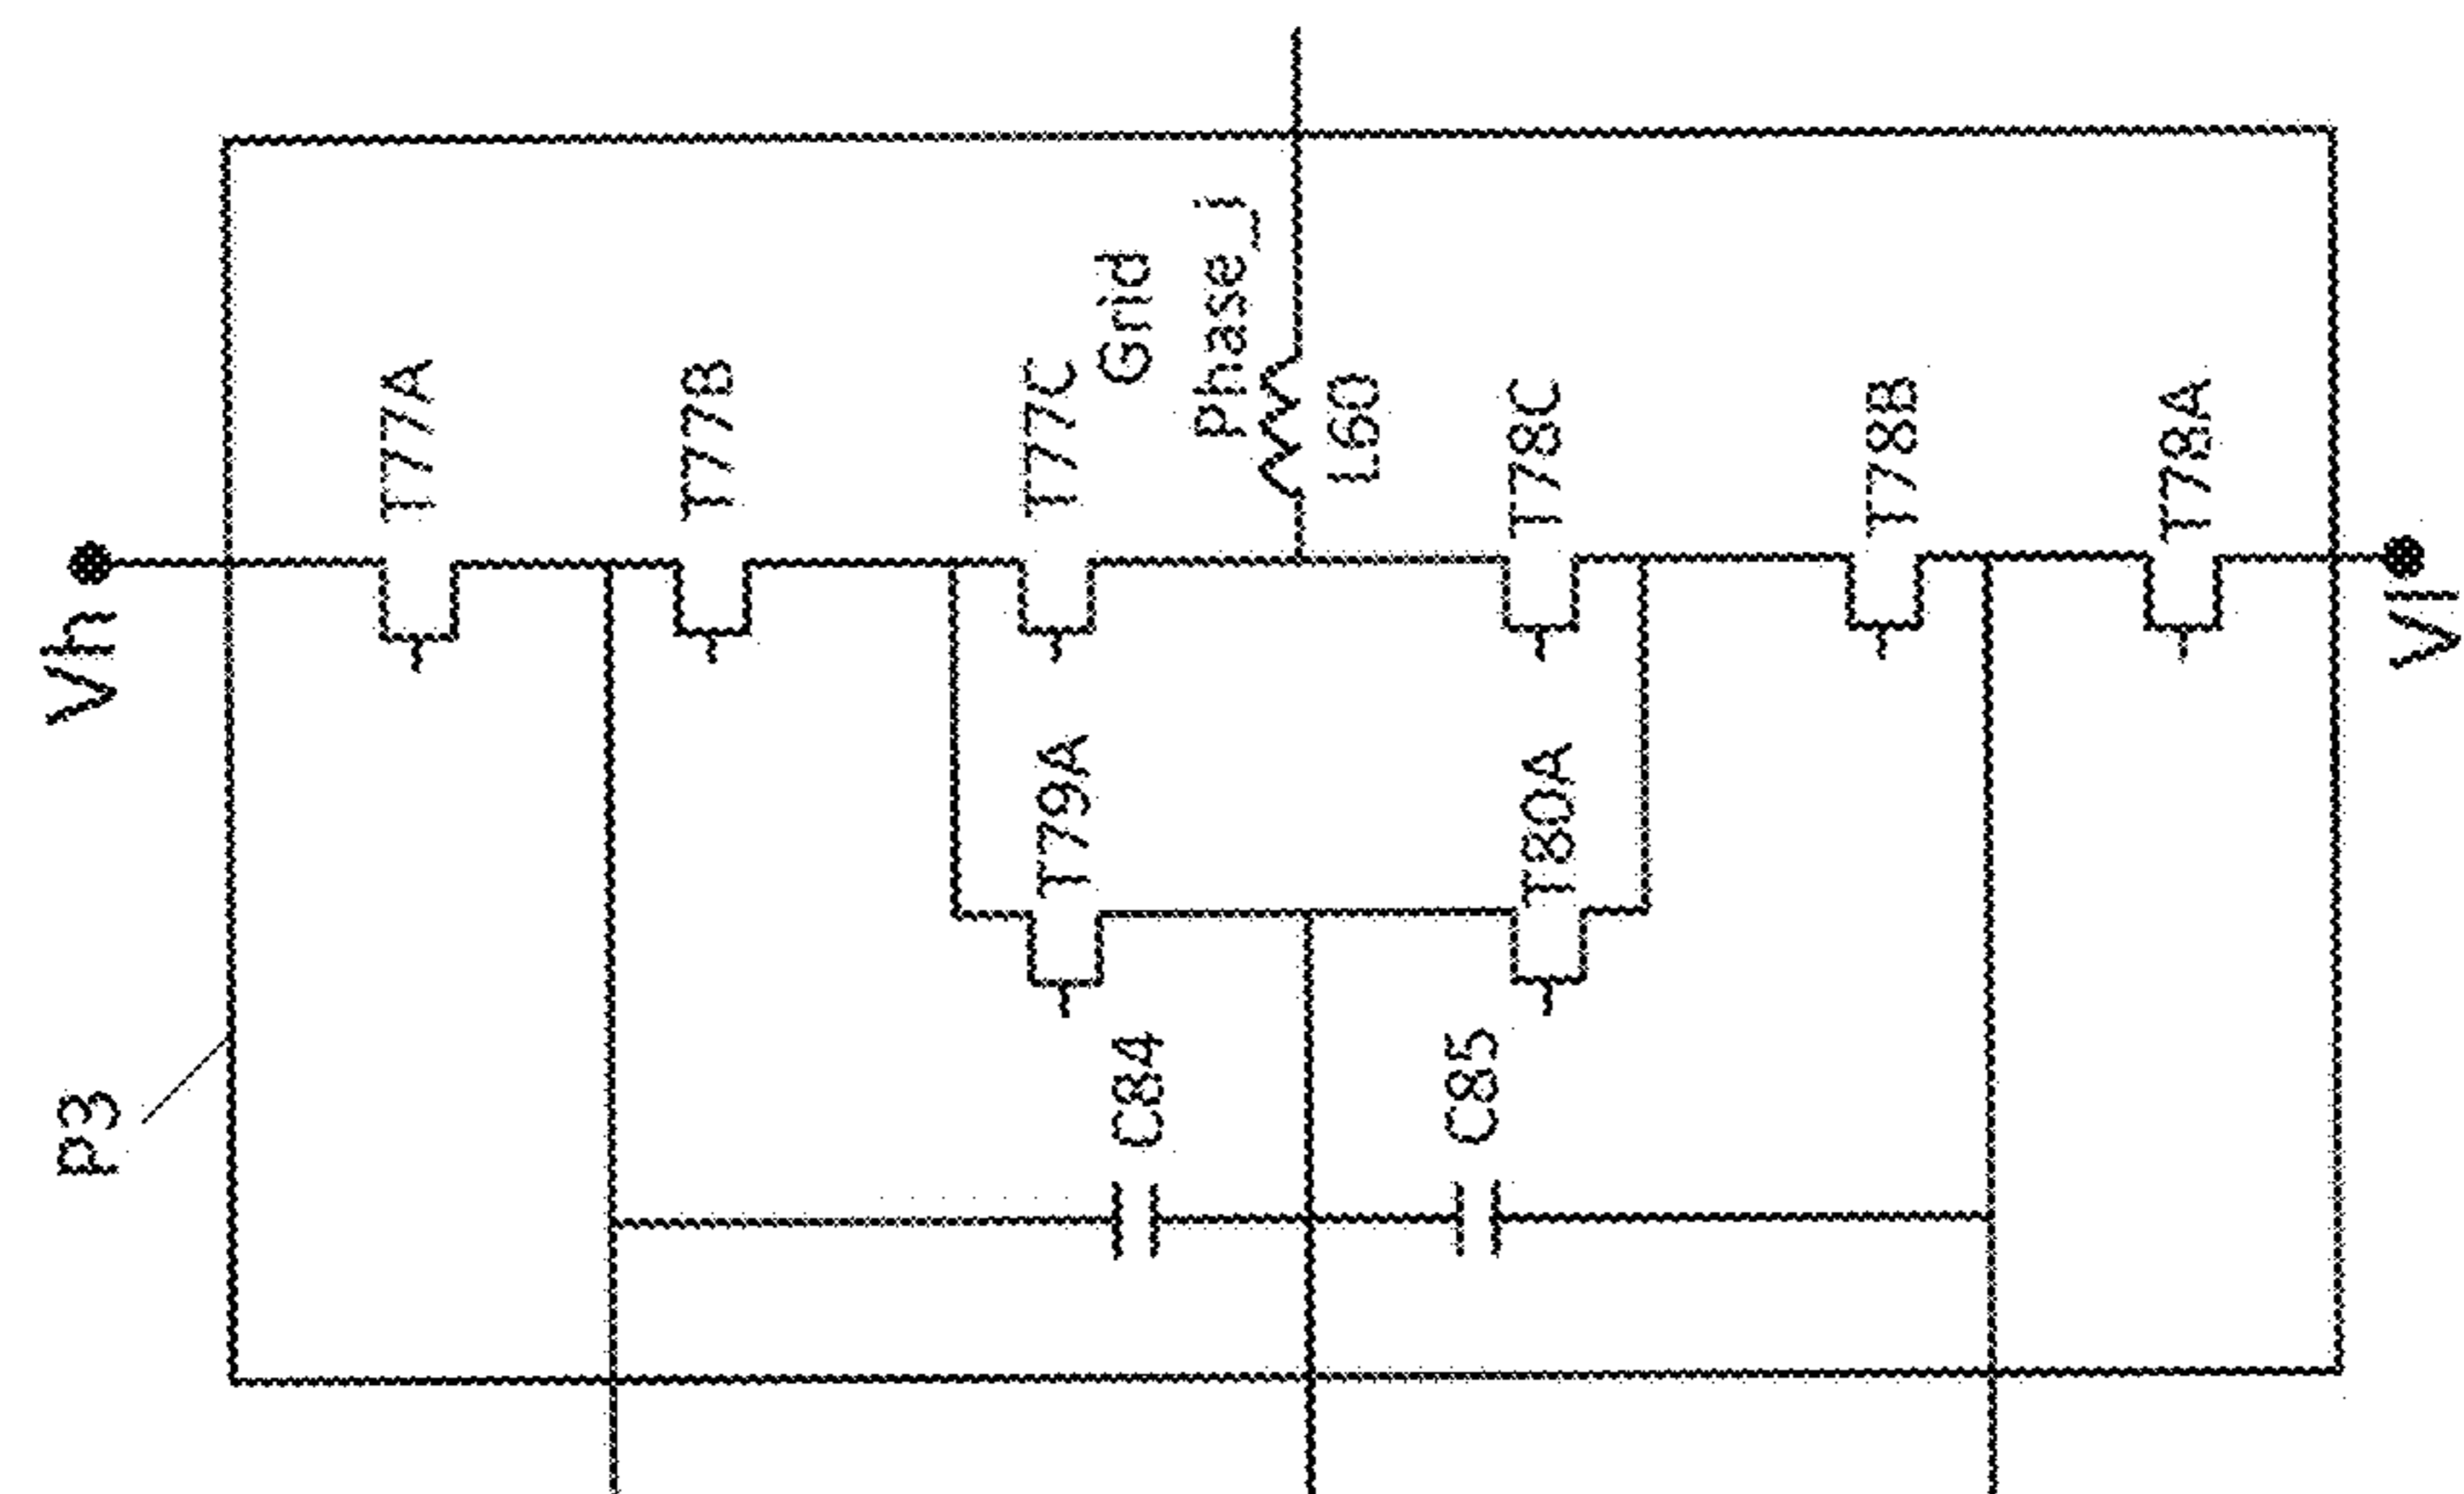 P3
Vh
T77A
T77B
T79A
T77C
C84
Grid
phase_j
L60
C85
T80A
T78C
T78B
T78A
Vl